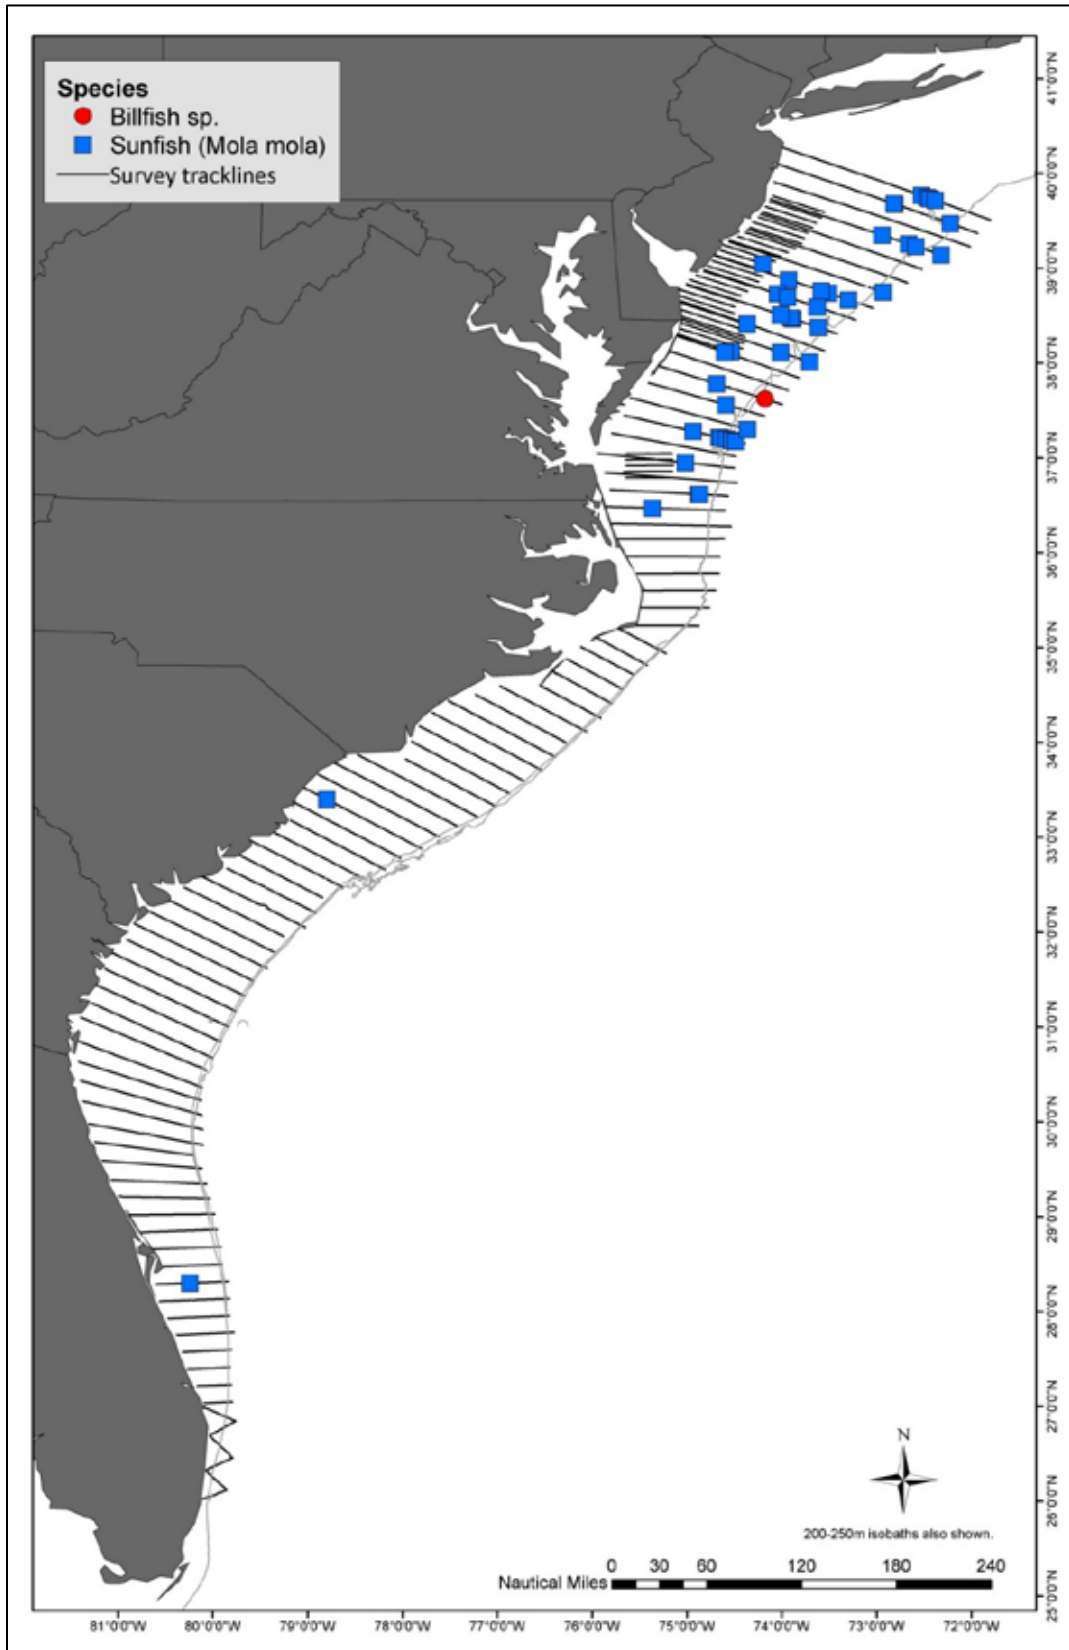 Species
Billfish sp.
Sunfish (Mola mola)
Survey tracklines
41°0'0"N
40°0'0"N
39°0'0"N
38°0'0"N
37°0'0"N
36°0'0"N
35°0'0"N
34°0'0"N
33°0'0"N
32°0'0"N
31°0'0"N
30°0'0"N
29°0'0"N
28°0'0"N
27°0'0"N
26°0'0"N
25°0'0"N
N
200-250m isobaths also shown.
0 30 60 120 180 240
Nautical Miles
81°0'0"W 80°0'0"W 79°0'0"W 78°0'0"W 77°0'0"W 76°0'0"W 75°0'0"W 74°0'0"W 73°0'0"W 72°0'0"W